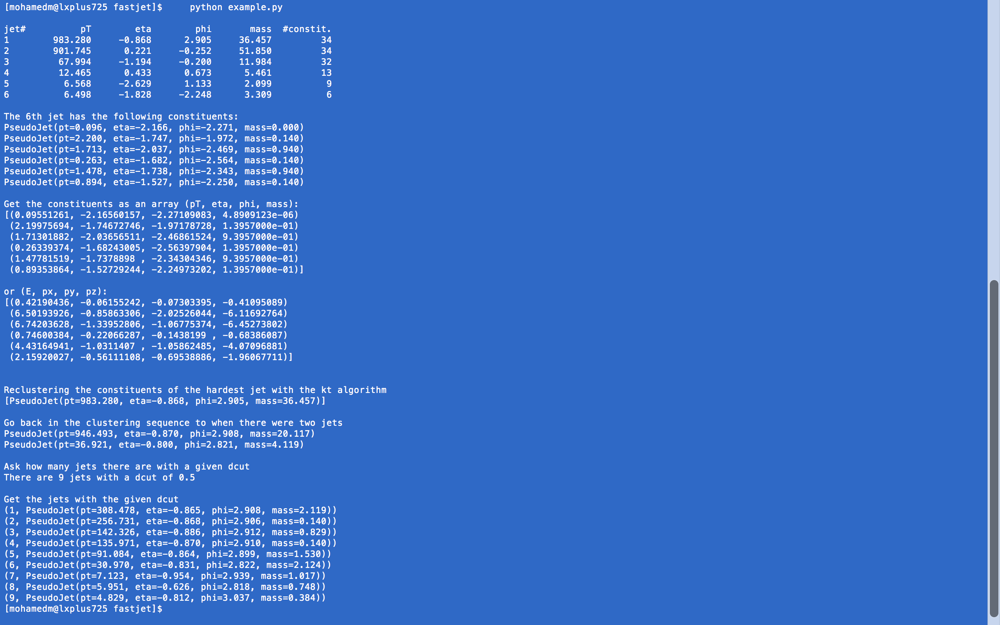 [mohamedm@lxplus725 fastjet]$     python example.py
jet#          pT        eta        phi       mass  #constit.
1        983.280     -0.868      2.905     36.457         34
2        901.745      0.221     -0.252     51.850         34
3         67.994     -1.194     -0.200     11.984         32
4         12.465      0.433      0.673      5.461         13
5          6.568     -2.629      1.133      2.099          9
6          6.498     -1.828     -2.248      3.309          6
The 6th jet has the following constituents:
PseudoJet(pt=0.096, eta=-2.166, phi=-2.271, mass=0.000)
PseudoJet(pt=2.200, eta=-1.747, phi=-1.972, mass=0.140)
PseudoJet(pt=1.713, eta=-2.037, phi=-2.469, mass=0.940)
PseudoJet(pt=0.263, eta=-1.682, phi=-2.564, mass=0.140)
PseudoJet(pt=1.478, eta=-1.738, phi=-2.343, mass=0.940)
PseudoJet(pt=0.894, eta=-1.527, phi=-2.250, mass=0.140)
Get the constituents as an array (pT, eta, phi, mass):
[(0.09551261, -2.16560157, -2.27109083, 4.8909123e-06)
 (2.19975694, -1.74672746, -1.97178728, 1.3957000e-01)
 (1.71301882, -2.03656511, -2.46861524, 9.3957000e-01)
 (0.26339374, -1.68243005, -2.56397904, 1.3957000e-01)
 (1.47781519, -1.7378898 , -2.34304346, 9.3957000e-01)
 (0.89353864, -1.52729244, -2.24973202, 1.3957000e-01)]
or (E, px, py, pz):
[(0.42190436, -0.06155242, -0.07303395, -0.41095089)
 (6.50193926, -0.85863306, -2.02526044, -6.11692764)
 (6.74203628, -1.33952806, -1.06775374, -6.45273802)
 (0.74600384, -0.22066287, -0.1438199 , -0.68386087)
 (4.43164941, -1.0311407 , -1.05862485, -4.07096881)
 (2.15920027, -0.56111108, -0.69538886, -1.96067711)]
Reclustering the constituents of the hardest jet with the kt algorithm
[PseudoJet(pt=983.280, eta=-0.868, phi=2.905, mass=36.457)]
Go back in the clustering sequence to when there were two jets
PseudoJet(pt=946.493, eta=-0.870, phi=2.908, mass=20.117)
PseudoJet(pt=36.921, eta=-0.800, phi=2.821, mass=4.119)
Ask how many jets there are with a given dcut
There are 9 jets with a dcut of 0.5
Get the jets with the given dcut
(1, PseudoJet(pt=308.478, eta=-0.865, phi=2.908, mass=2.119))
(2, PseudoJet(pt=256.731, eta=-0.868, phi=2.906, mass=0.140))
(3, PseudoJet(pt=142.326, eta=-0.886, phi=2.912, mass=0.829))
(4, PseudoJet(pt=135.971, eta=-0.870, phi=2.910, mass=0.140))
(5, PseudoJet(pt=91.084, eta=-0.864, phi=2.899, mass=1.530))
(6, PseudoJet(pt=30.970, eta=-0.831, phi=2.822, mass=2.124))
(7, PseudoJet(pt=7.123, eta=-0.954, phi=2.939, mass=1.017))
(8, PseudoJet(pt=5.951, eta=-0.626, phi=2.818, mass=0.748))
(9, PseudoJet(pt=4.829, eta=-0.812, phi=3.037, mass=0.384))
[mohamedm@lxplus725 fastjet]$